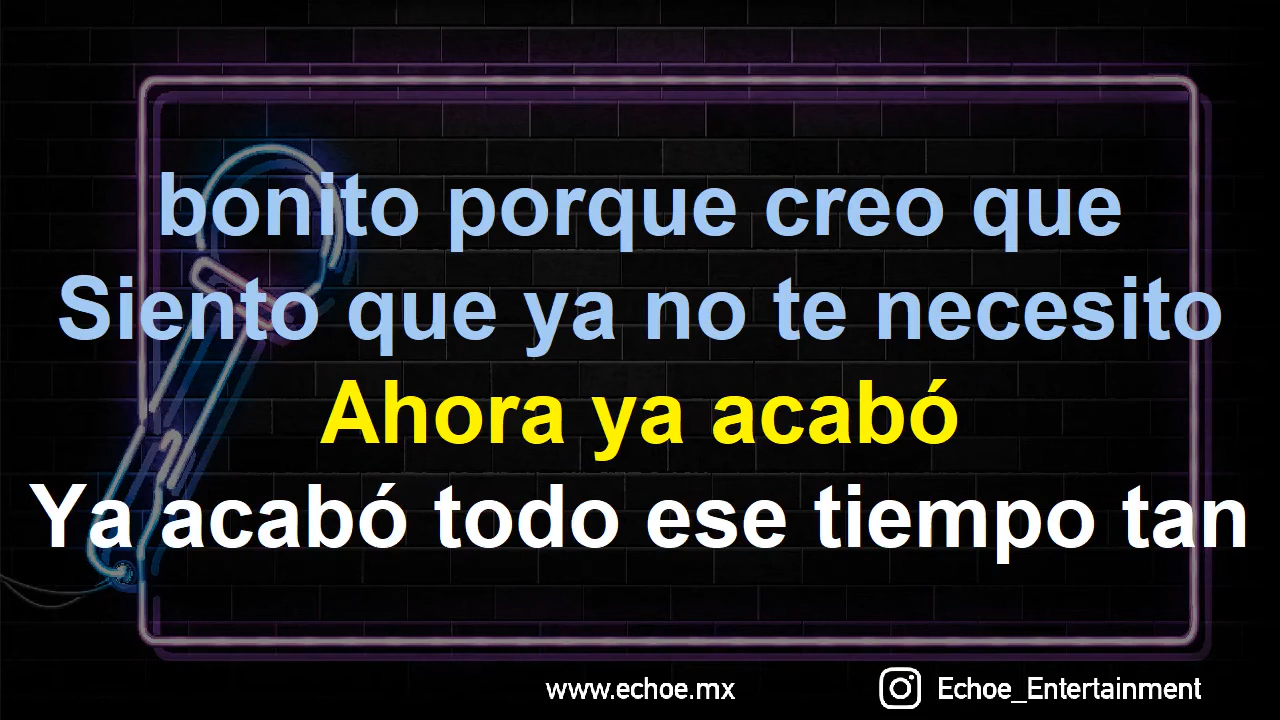 bonito porque creo que
Siento que ya no te necesito
Ahora ya acabó
Ya acabó todo ese tiempo tan
www.echoe.mx
Echoe_Entertainment